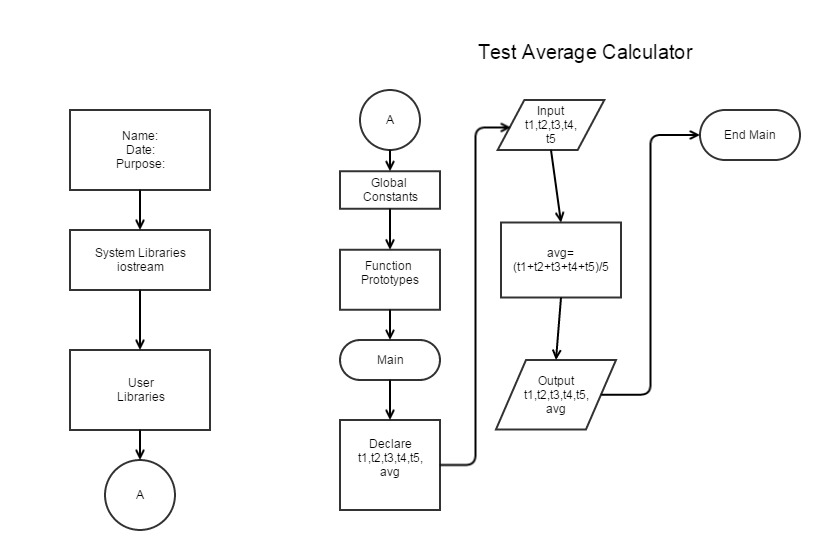 Test Average Calculator
Name:
Date:
Purpose:
System Libraries
iostream
User
Libraries
A
A
Global
Constants
Function
Prototypes
Main
Declare
t1,t2,t3,t4,t5,
avg
Input
t1,t2,t3,t4,
t5
avg=
(t1+t2+t3+t4+t5)/5
Output
t1,t2,t3,t4,t5,
avg
End Main